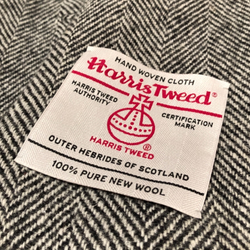 HAND WOVEN CLOTH
Harris Tweed®
HARRIS TWEED
AUTHORITY
CERTIFICATION
MARK
HARRIS TWEED
OUTER HEBRIDES OF SCOTLAND
100% PURE NEW WOOL